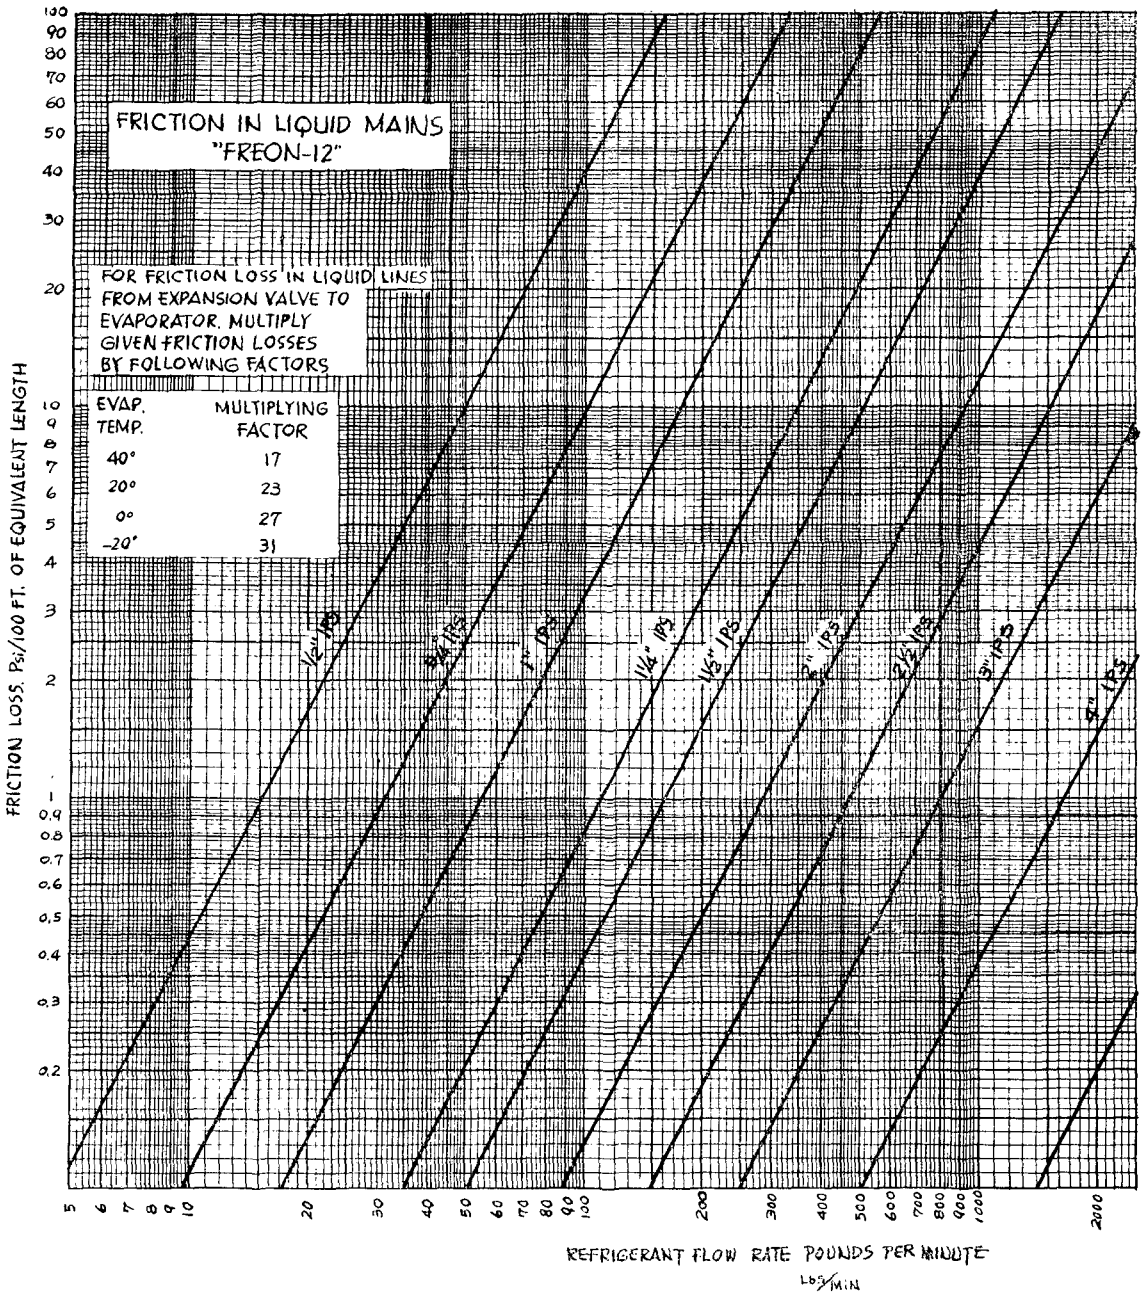 100
90
80
70
60
50
40
30
20
10
9
8
7
6
5
4
3
2
1
0.9
0.8
0.7
0.6
0.5
0.4
0.3
0.2
FRICTION LOSS. Psi/100 FT. OF EQUIVALENT LENGTH
FRICTION IN LIQUID MAINS
"FREON-12"
FOR FRICTION LOSS IN LIQUID LINES
FROM EXPANSION VALVE TO
EVAPORATOR, MULTIPLY
GIVEN FRICTION LOSSES
BY FOLLOWING FACTORS
EVAP. MULTIPLYING
TEMP. FACTOR
40° 17
20° 23
0° 27
-20° 31
1/2" IPS
3/4" IPS
1" IPS
1 1/4" IPS
1 1/2" IPS
2" IPS
2 1/2 IPS
3" IPS
4" IPS
5 6 7 8 9 10 20 30 40 50 60 70 80 90 100 200 300 400 500 600 700 800 900 1000 2000
REFRIGERANT FLOW RATE POUNDS PER MINUTE
LBS/MIN